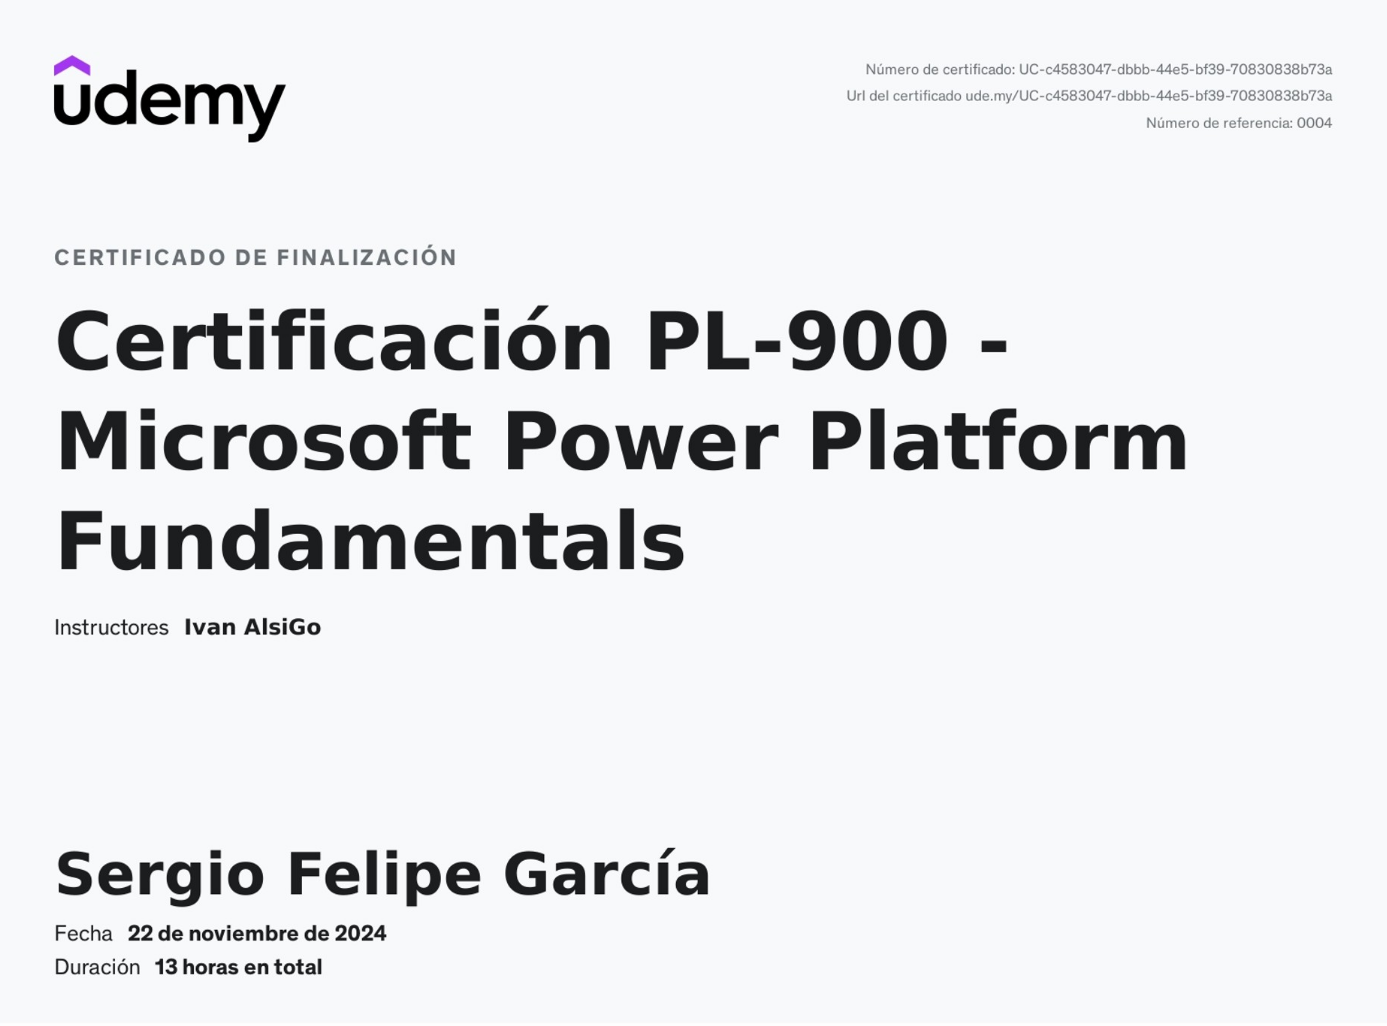 udemy
Número de certificado: UC-c4583047-dbbb-44e5-bf39-70830838b73a
Url del certificado ude.my/UC-c4583047-dbbb-44e5-bf39-70830838b73a
Número de referencia: 0004
CERTIFICADO DE FINALIZACIÓN
Certificación PL-900 -
Microsoft Power Platform
Fundamentals
Instructores Ivan AlsiGo
Sergio Felipe García
Fecha 22 de noviembre de 2024
Duración 13 horas en total